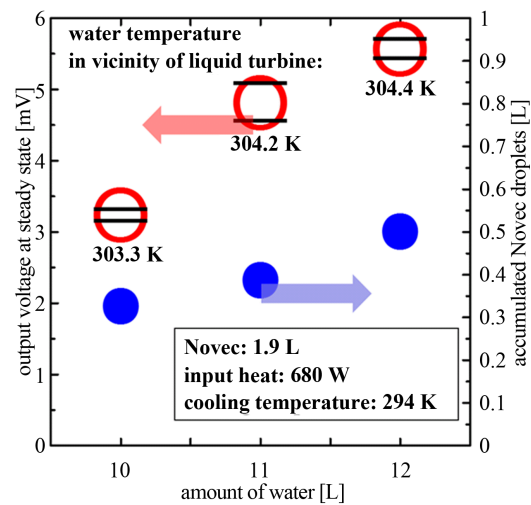 water temperature
in vicinity of liquid turbine:
304.4 K
304.2 K
303.3 K
Novec: 1.9 L
input heat: 680 W
cooling temperature: 294 K
output voltage at steady state [mV]
6
5
4
3
2
1
0
accumulated Novec droplets [L]
1
0.9
0.8
0.7
0.6
0.5
0.4
0.3
0.2
0.1
0
10 11 12
amount of water [L]